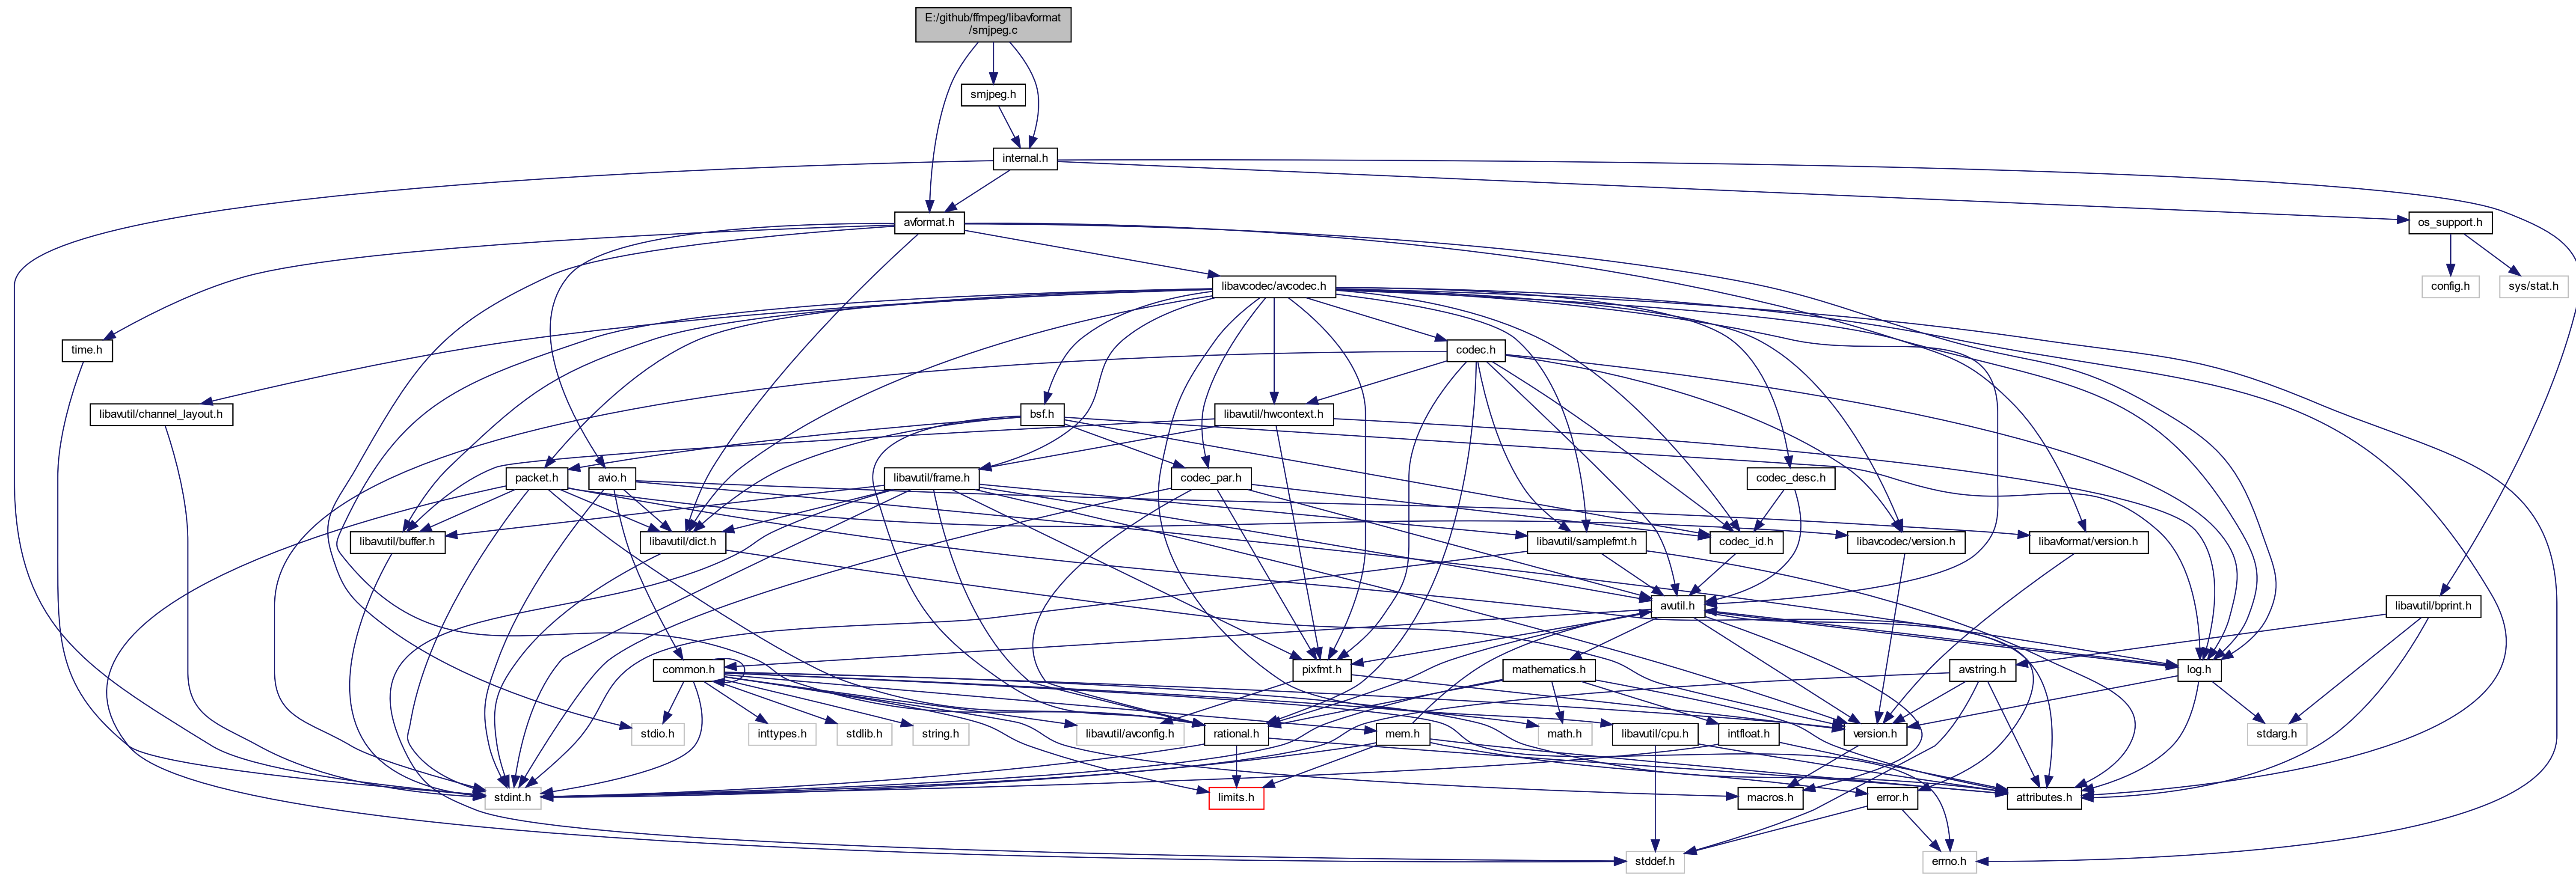 E:/github/ffmpeg/libavformat
/smjpeg.c
smjpeg.h
internal.h
avformat.h
os_support.h
libavcodec/avcodec.h
config.h
sys/stat.h
time.h
codec.h
libavutil/channel_layout.h
bsf.h
libavutil/hwcontext.h
packet.h
avio.h
libavutil/frame.h
codec_par.h
codec_desc.h
libavutil/buffer.h
libavutil/dict.h
libavutil/samplefmt.h
codec_id.h
libavcodec/version.h
libavformat/version.h
avutil.h
libavutil/bprint.h
common.h
pixfmt.h
mathematics.h
avstring.h
log.h
stdio.h
inttypes.h
stdlib.h
string.h
libavutil/avconfig.h
rational.h
mem.h
math.h
libavutil/cpu.h
intfloat.h
version.h
stdarg.h
stdint.h
limits.h
macros.h
error.h
attributes.h
stddef.h
errno.h